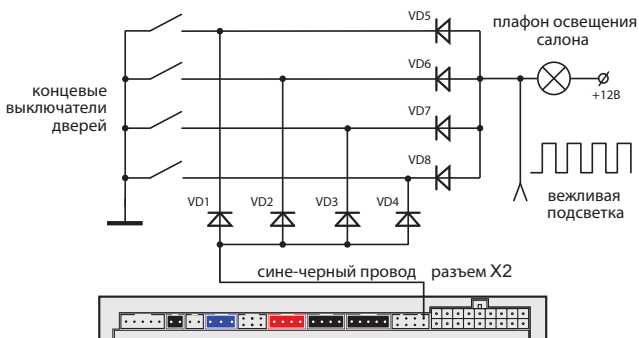 VD5
плафон освещения
салона
VD6
+12В
концевые
выключатели
дверей
VD7
VD8
VD1 VD2 VD3 VD4
вежливая
подсветка
сине-черный провод разъем X2